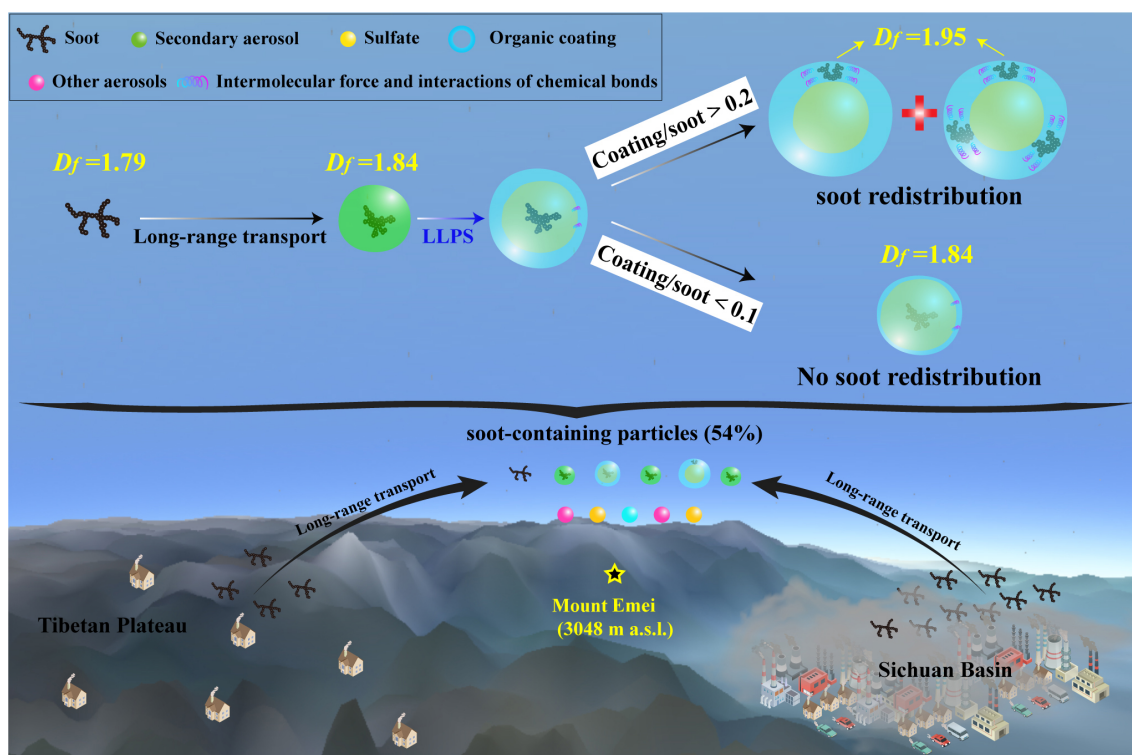 Soot
Secondary aerosol
Sulfate
Organic coating
Other aerosols
Intermolecular force and interactions of chemical bonds
Df =1.95
Df =1.79
Df =1.84
Coating/soot > 0.2
soot redistribution
Long-range transport
LLPS
Coating/soot < 0.1
Df =1.84
No soot redistribution
soot-containing particles (54%)
Long-range transport
Long-range transport
Mount Emei
(3048 m a.s.l.)
Tibetan Plateau
Sichuan Basin